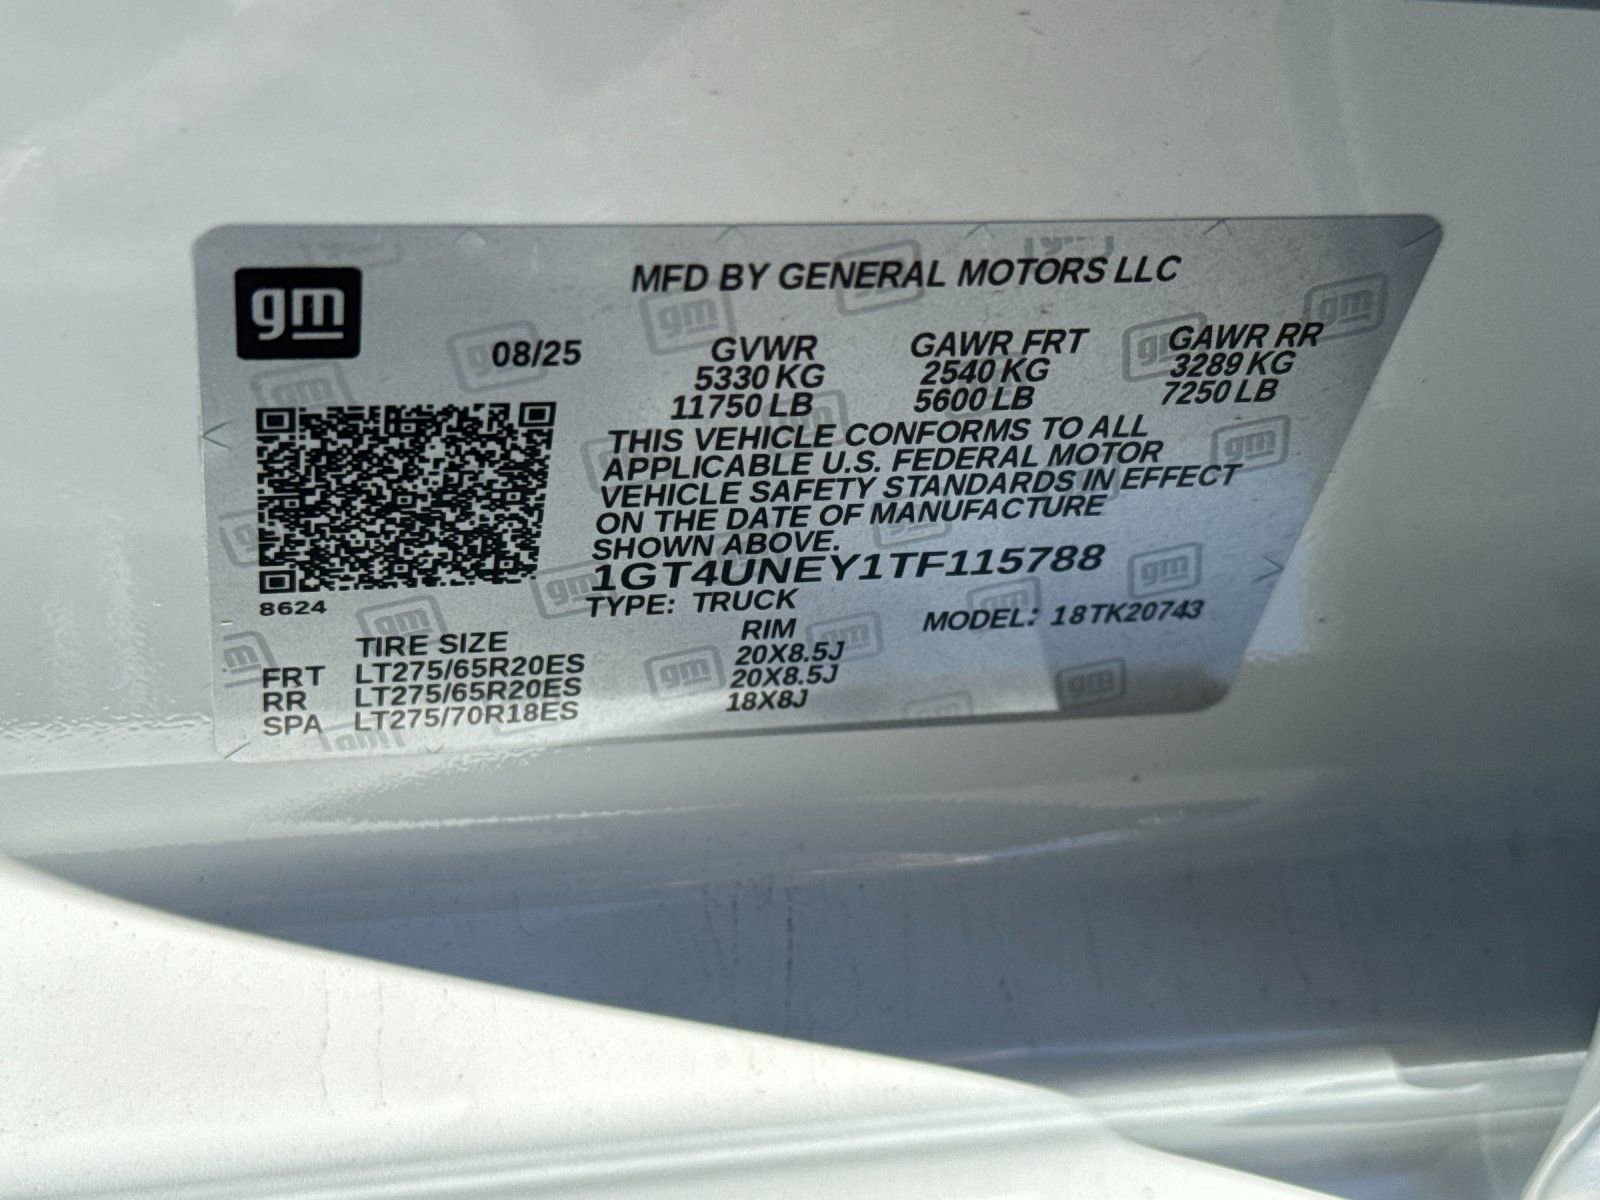 gm
MFD BY GENERAL MOTORS LLC
08/25
GVWR GAWR FRT GAWR RR
5330 KG 2540 KG 3289 KG
11750 LB 5600 LB 7250 LB
THIS VEHICLE CONFORMS TO ALL
APPLICABLE U.S. FEDERAL MOTOR
VEHICLE SAFETY STANDARDS IN EFFECT
ON THE DATE OF MANUFACTURE
SHOWN ABOVE.
1GT4UNEY1TF115788
8624
TYPE: TRUCK MODEL: 18TK20743
TIRE SIZE RIM
FRT LT275/65R20ES 20X8.5J
RR LT275/65R20ES 20X8.5J
SPA LT275/70R18ES 18X8J